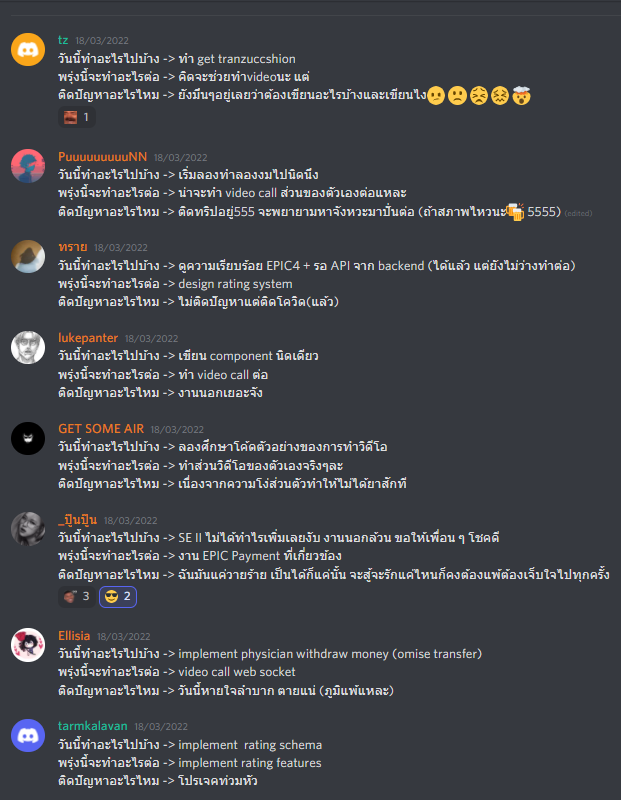 tz 18/03/2022
วันนี้ทำอะไรไปบ้าง -> ทำ get tranzuccshion
พรุ่งนี้จะทำอะไรต่อ -> คิดจะช่วยทำvideoนะ แต่
ติดปัญหาอะไรไหม -> ยังมึนๆอยู่เลยว่าต้องเขียนอะไรบ้างและเขียนไง🫠🙁😣😖🤯
1
PuuuuuuuuuNN 18/03/2022
วันนี้ทำอะไรไปบ้าง -> เริ่มลองทำลองงมไปนิดนึง
พรุ่งนี้จะทำอะไรต่อ -> น่าจะทำ video call ส่วนของตัวเองต่อแหละ
ติดปัญหาอะไรไหม -> ติดทริปอยู่555 จะพยายามหาจังหวะมาปั่นต่อ (ถ้าสภาพไหวนะ🍻 5555) (edited)
ทราย 18/03/2022
วันนี้ทำอะไรไปบ้าง -> ดูความเรียบร้อย EPIC4 + รอ API จาก backend (ได้แล้ว แต่ยังไม่ว่างทำต่อ)
พรุ่งนี้จะทำอะไรต่อ -> design rating system
ติดปัญหาอะไรไหม -> ไม่ติดปัญหาแต่ติดโควิด(แล้ว)
lukepanter 18/03/2022
วันนี้ทำอะไรไปบ้าง -> เขียน component นิดเดียว
พรุ่งนี้จะทำอะไรต่อ -> ทำ video call ต่อ
ติดปัญหาอะไรไหม -> งานนอกเยอะจัง
GET SOME AIR 18/03/2022
วันนี้ทำอะไรไปบ้าง -> ลองศึกษาโค้ดตัวอย่างของการทำวิดีโอ
พรุ่งนี้จะทำอะไรต่อ -> ทำส่วนวิดีโอของตัวเองจริงๆละ
ติดปัญหาอะไรไหม -> เนื่องจากความโง่ส่วนตัวทำให้ไม่ได้ยาสักที
_ปู๊นปู๊น 18/03/2022
วันนี้ทำอะไรไปบ้าง -> SE II ไม่ได้ทำไรเพิ่มเลยงับ งานนอกล้วน ขอให้เพื่อน ๆ โชคดี
พรุ่งนี้จะทำอะไรต่อ -> งาน EPIC Payment ที่เกี่ยวข้อง
ติดปัญหาอะไรไหม -> ฉันมันแค่วายร้าย เป็นได้ก็แค่นั้น จะสู้จะรักแค่ไหนก็คงต้องแพ้ต้องเจ็บใจไปทุกครั้ง
3 😎 2
Ellisia 18/03/2022
วันนี้ทำอะไรไปบ้าง -> implement physician withdraw money (omise transfer)
พรุ่งนี้จะทำอะไรต่อ -> video call web socket
ติดปัญหาอะไรไหม -> วันนี้หายใจลำบาก ตายแน่ (ภูมิแพ้แหละ)
tarmkalavan 18/03/2022
วันนี้ทำอะไรไปบ้าง -> implement rating schema
พรุ่งนี้จะทำอะไรต่อ -> implement rating features
ติดปัญหาอะไรไหม -> โปรเจคท่วมหัว